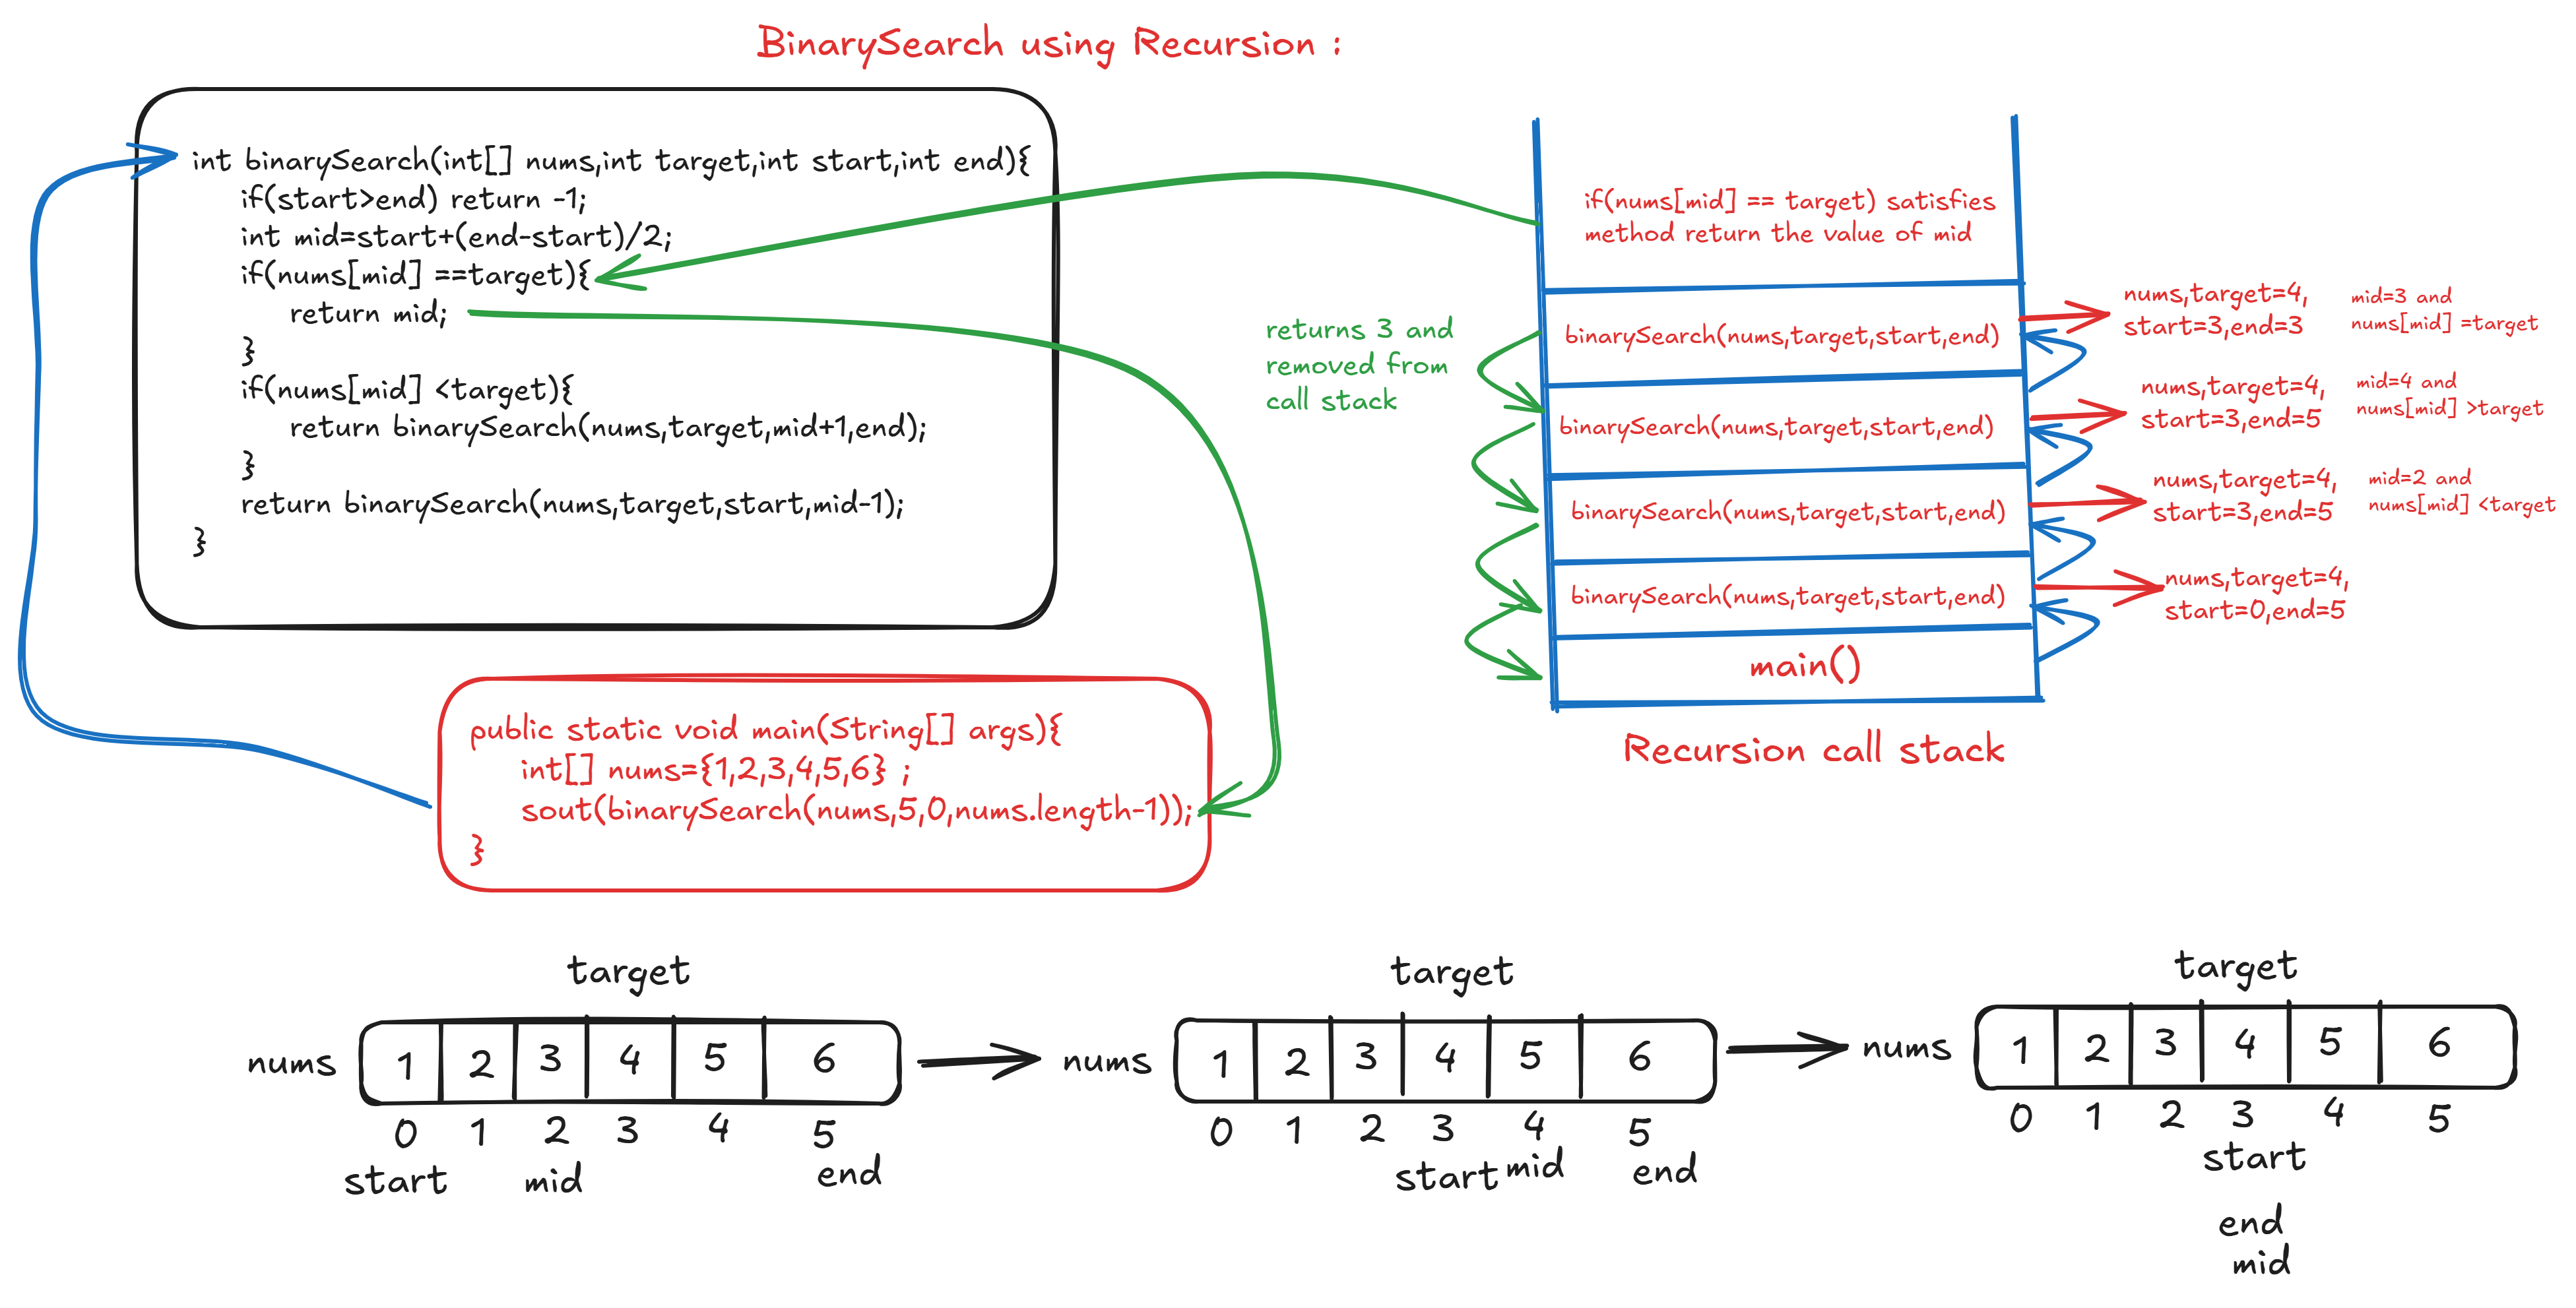 BinarySearch using Recursion :
int binarySearch(int[] nums,int target,int start,int end){
if(start>end) return -1;
int mid=start+(end-start)/2;
if(nums[mid] ==target){
return mid;
}
if(nums[mid] <target){
return binarySearch(nums,target,mid+1,end);
}
return binarySearch(nums,target,start,mid-1);
}
public static void main(String[] args){
int[] nums={1,2,3,4,5,6} ;
sout(binarySearch(nums,5,0,nums.length-1));
}
returns 3 and
removed from
call stack
if(nums[mid] == target) satisfies
method return the value of mid
binarySearch(nums,target,start,end)
nums,target=4,
start=3,end=3
mid=3 and
nums[mid] =target
binarySearch(nums,target,start,end)
nums,target=4,
start=3,end=5
mid=4 and
nums[mid] >target
binarySearch(nums,target,start,end)
nums,target=4,
start=3,end=5
mid=2 and
nums[mid] <target
binarySearch(nums,target,start,end)
nums,target=4,
start=0,end=5
main()
Recursion call stack
target
nums 1 2 3 4 5 6
0 1 2 3 4 5
start mid end
target
nums 1 2 3 4 5 6
0 1 2 3 4 5
start mid end
target
nums 1 2 3 4 5 6
0 1 2 3 4 5
start
end
mid